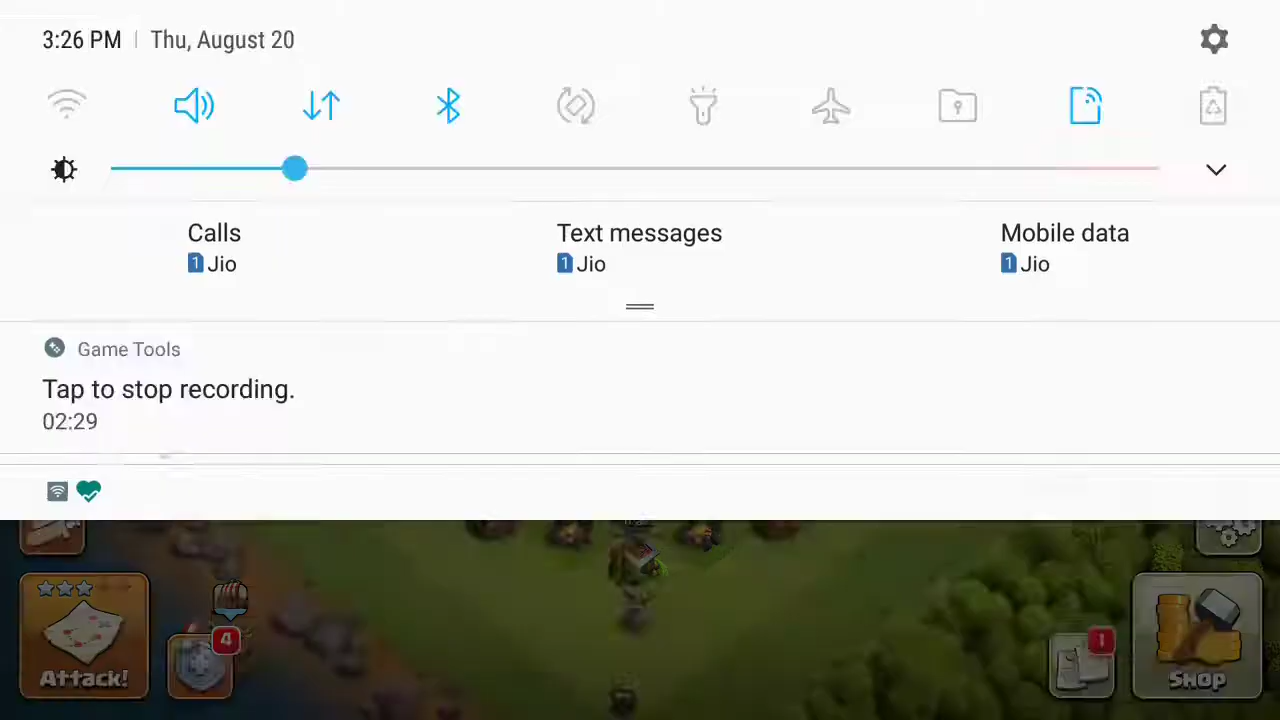 3:26 PM | Thu, August 20
Calls
1 Jio
Text messages
1 Jio
Mobile data
1 Jio
Game Tools
Tap to stop recording.
02:29
4
Attack!
1
Shop